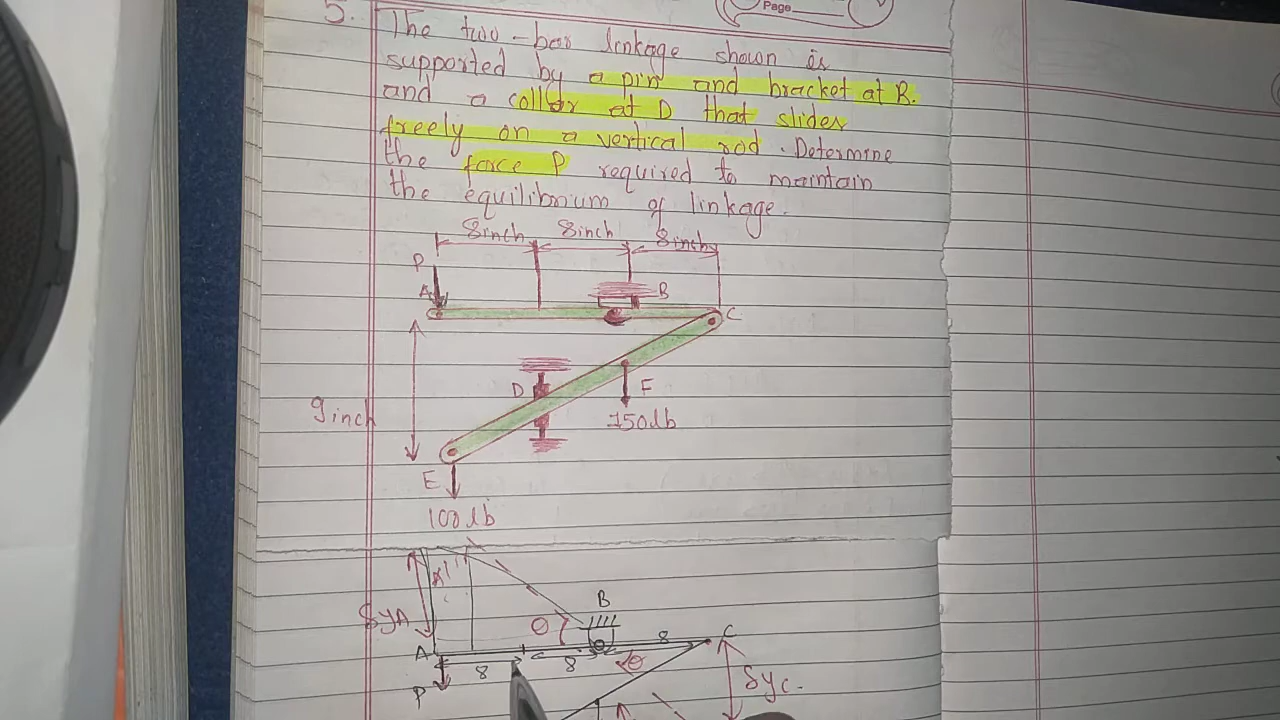 Page
5. The two-bar linkage shown is
supported by a pin and bracket at B.
and a collar at D that slides
freely on a vertical rod. Determine
the force P required to maintain
the equilibrium of linkage.
8inch 8inch 8inch
P
A B C
D F
9inch 150lb
E
100lb
δyA θ B
A 8 8 8 C
P θ δyc.